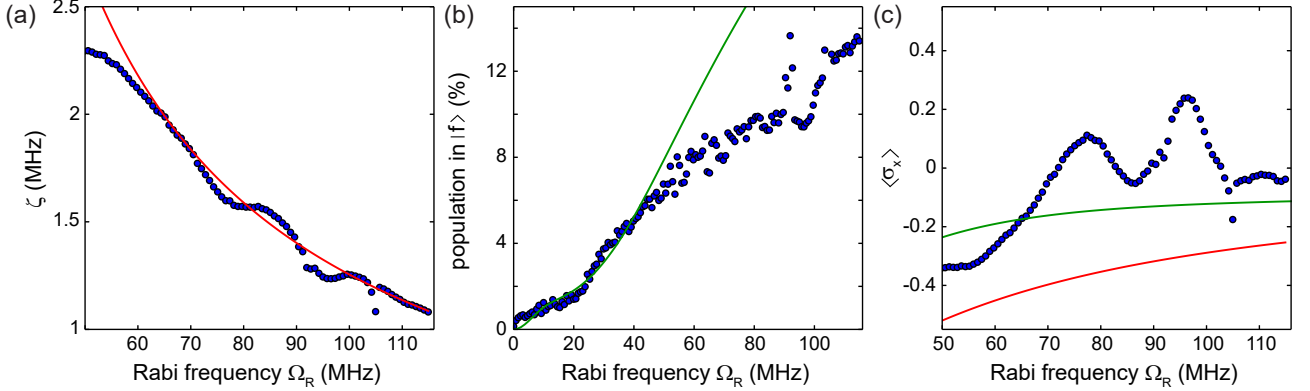 (a)
2.5
2
1.5
1
ζ (MHz)
60 70 80 90 100 110
Rabi frequency Ω_R (MHz)
(b)
16
12
8
4
0
population in |f⟩ (%)
0 20 40 60 80 100
Rabi frequency Ω_R (MHz)
(c)
0.4
0.2
0
-0.2
-0.4
⟨σ_x⟩
50 60 70 80 90 100 110
Rabi frequency Ω_R (MHz)